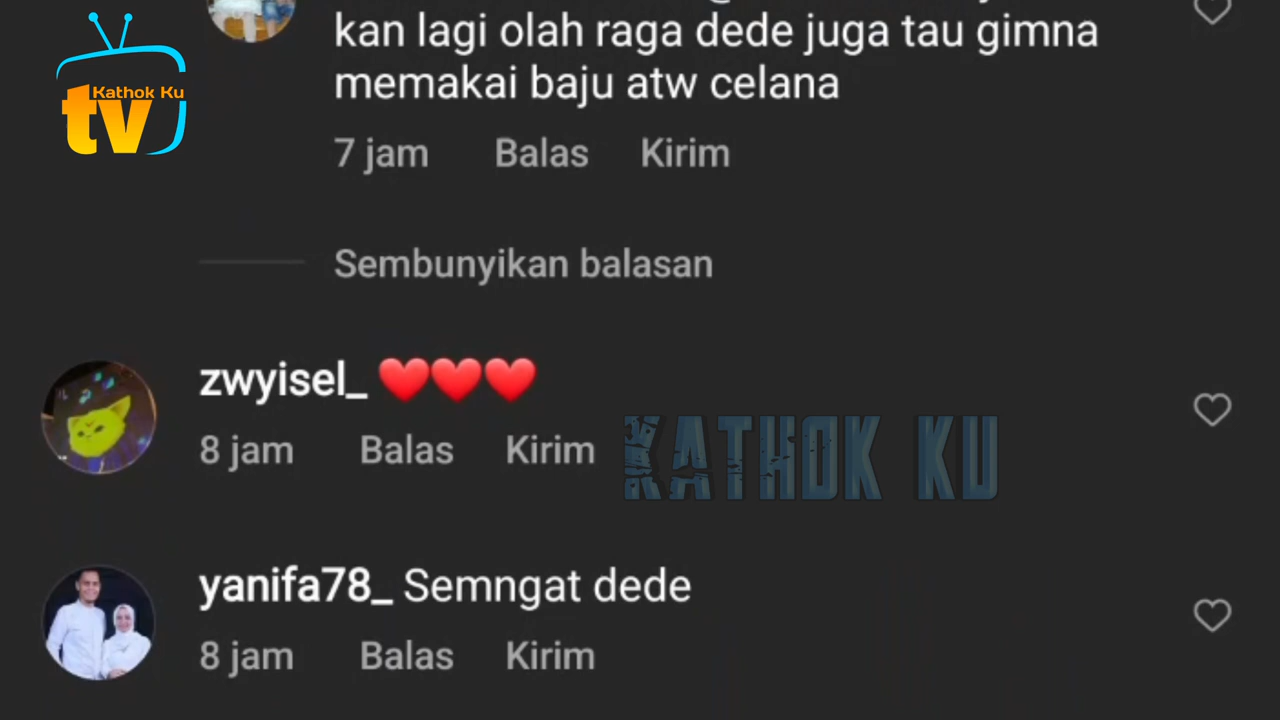 kan lagi olah raga dede juga tau gimna
memakai baju atw celana
7 jam Balas Kirim
Sembunyikan balasan
zwyisel_ ❤️❤️❤️
8 jam Balas Kirim
yanifa78_ Semngat dede
8 jam Balas Kirim
Kathok Ku
tv
KATHOK KU